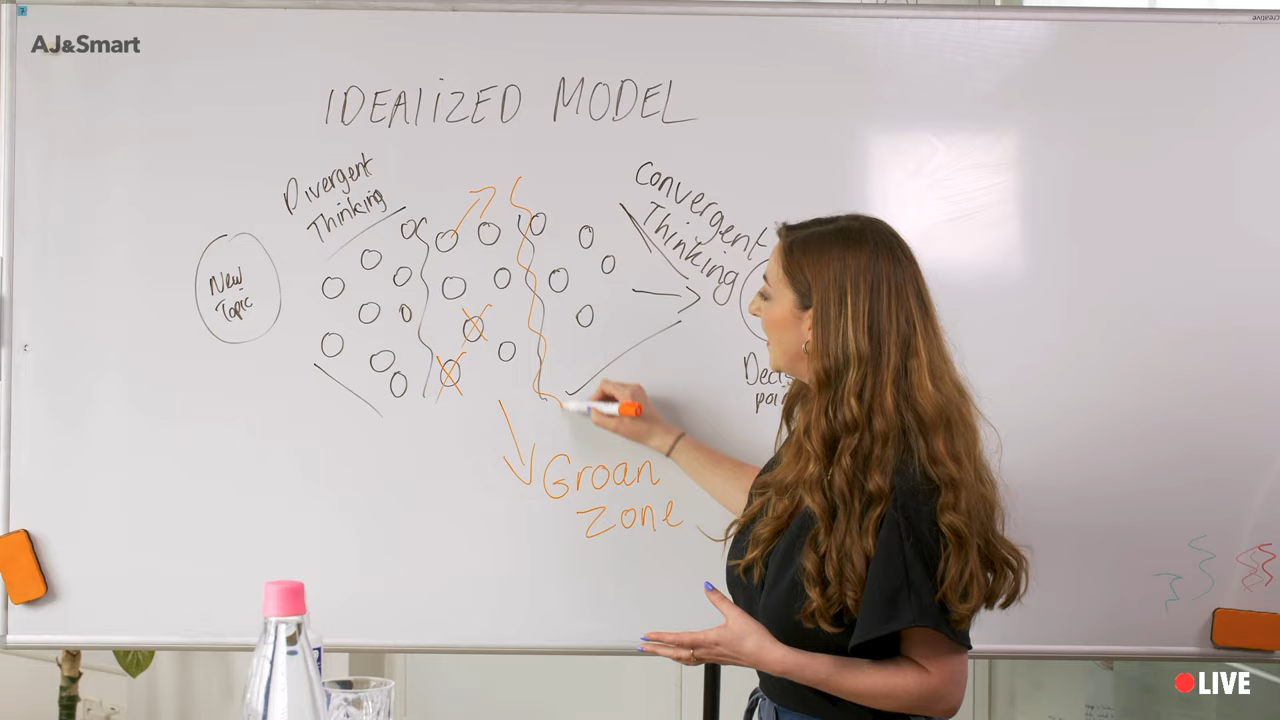 AJ&Smart
IDEALIZED MODEL
Divergent
Thinking
Convergent
Thinking
New
Topic
Groan
Zone
LIVE